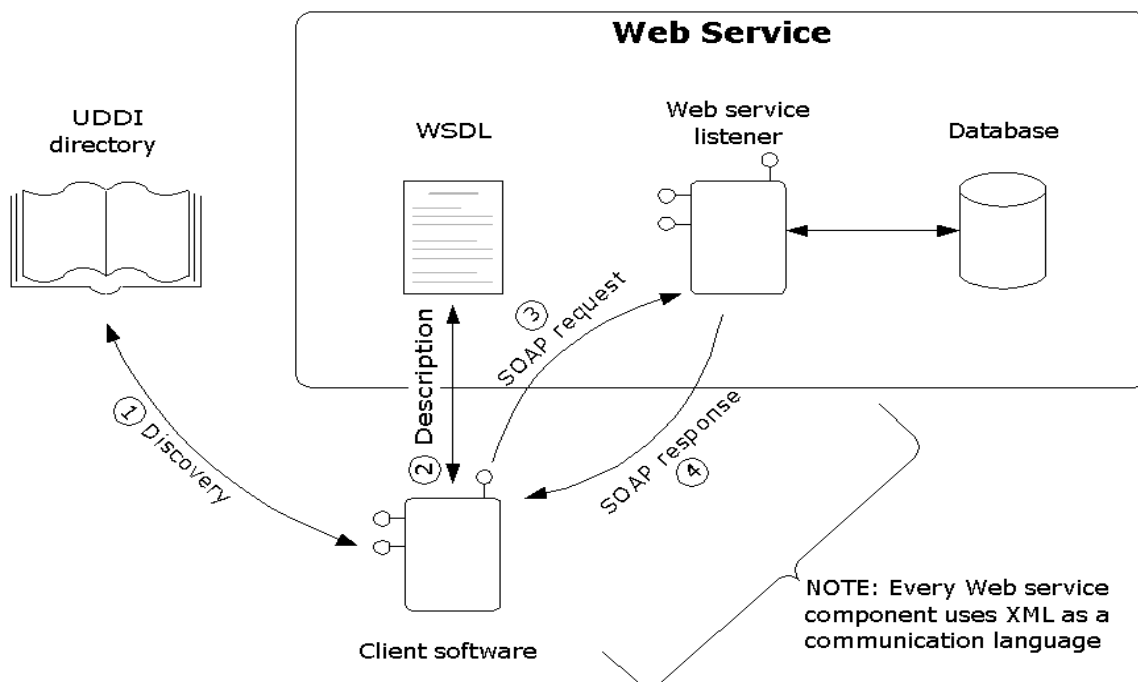 Web Service
UDDI
directory
WSDL
Web service
listener
Database
1 Discovery
2 Description
3
SOAP request
SOAP response
4
Client software
NOTE: Every Web service
component uses XML as a
communication language